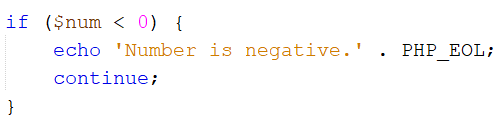 if ($num < 0) {
    echo 'Number is negative.' . PHP_EOL;
    continue;
}